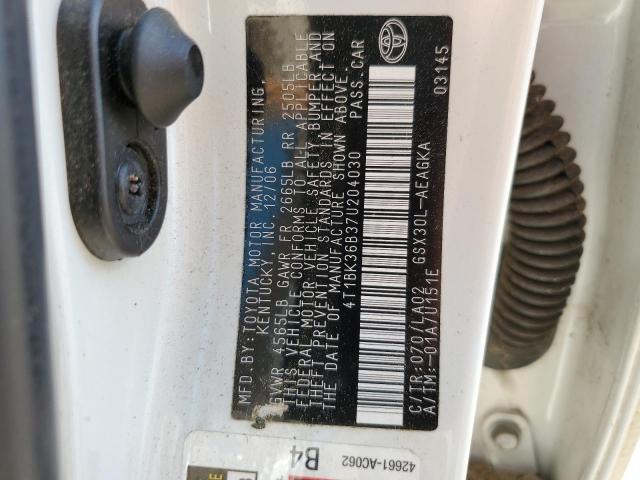 MFD.BY:TOYOTA MOTOR MANUFACTURING,
KENTUCKY, INC. 12/06
GVWR 4565LB GAWR FR 2665LB RR 2505LB
THIS VEHICLE CONFORMS TO ALL APPLICABLE
FEDERAL MOTOR VEHICLE SAFETY, BUMPER, AND
THEFT PREVENTION STANDARDS IN EFFECT ON
THE DATE OF MANUFACTURE SHOWN ABOVE.
4T1BK36B37U204030 PASS.CAR
C/TR:070/LA02 GSX30L-AEAGKA
A/TM:-01A/U151E
03145
42661-AC062
B4